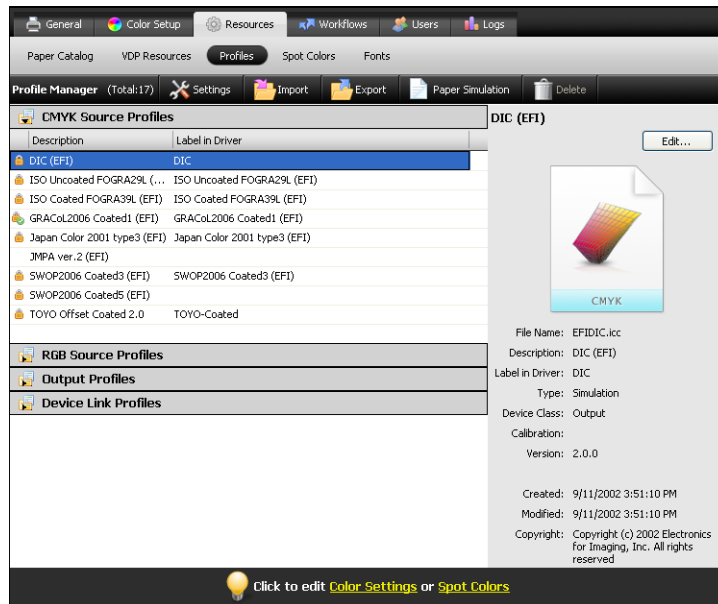 General Color Setup Resources Workflows Users Logs
Paper Catalog VDP Resources Profiles Spot Colors Fonts
Profile Manager (Total:17) Settings Import Export Paper Simulation Delete
CMYK Source Profiles
Description Label in Driver
DIC (EFI) DIC
ISO Uncoated FOGRA29L (... ISO Uncoated FOGRA29L (EFI)
ISO Coated FOGRA39L (EFI) ISO Coated FOGRA39L (EFI)
GRACoL2006 Coated1 (EFI) GRACoL2006 Coated1 (EFI)
Japan Color 2001 type3 (EFI) Japan Color 2001 type3 (EFI)
JMPA ver.2 (EFI)
SWOP2006 Coated3 (EFI) SWOP2006 Coated3 (EFI)
SWOP2006 Coated5 (EFI)
TOYO Offset Coated 2.0 TOYO-Coated
RGB Source Profiles
Output Profiles
Device Link Profiles
DIC (EFI)
Edit...
CMYK
File Name: EFIDIC.icc
Description: DIC (EFI)
Label in Driver: DIC
Type: Simulation
Device Class: Output
Calibration:
Version: 2.0.0
Created: 9/11/2002 3:51:10 PM
Modified: 9/11/2002 3:51:10 PM
Copyright: Copyright (c) 2002 Electronics
for Imaging, Inc. All rights
reserved
Click to edit Color Settings or Spot Colors